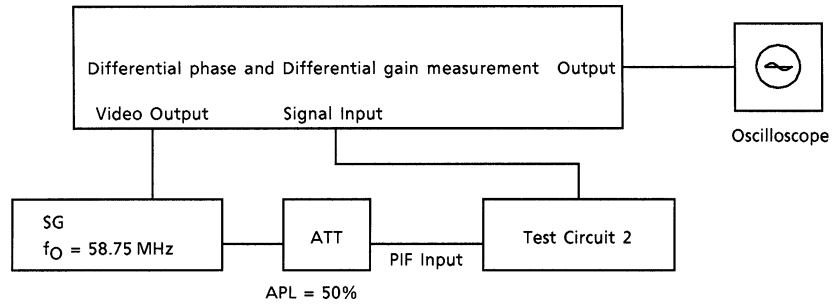 Differential phase and Differential gain measurement Output
Video Output Signal Input
Oscilloscope
SG
fO = 58.75 MHz
ATT
PIF Input
Test Circuit 2
APL = 50%